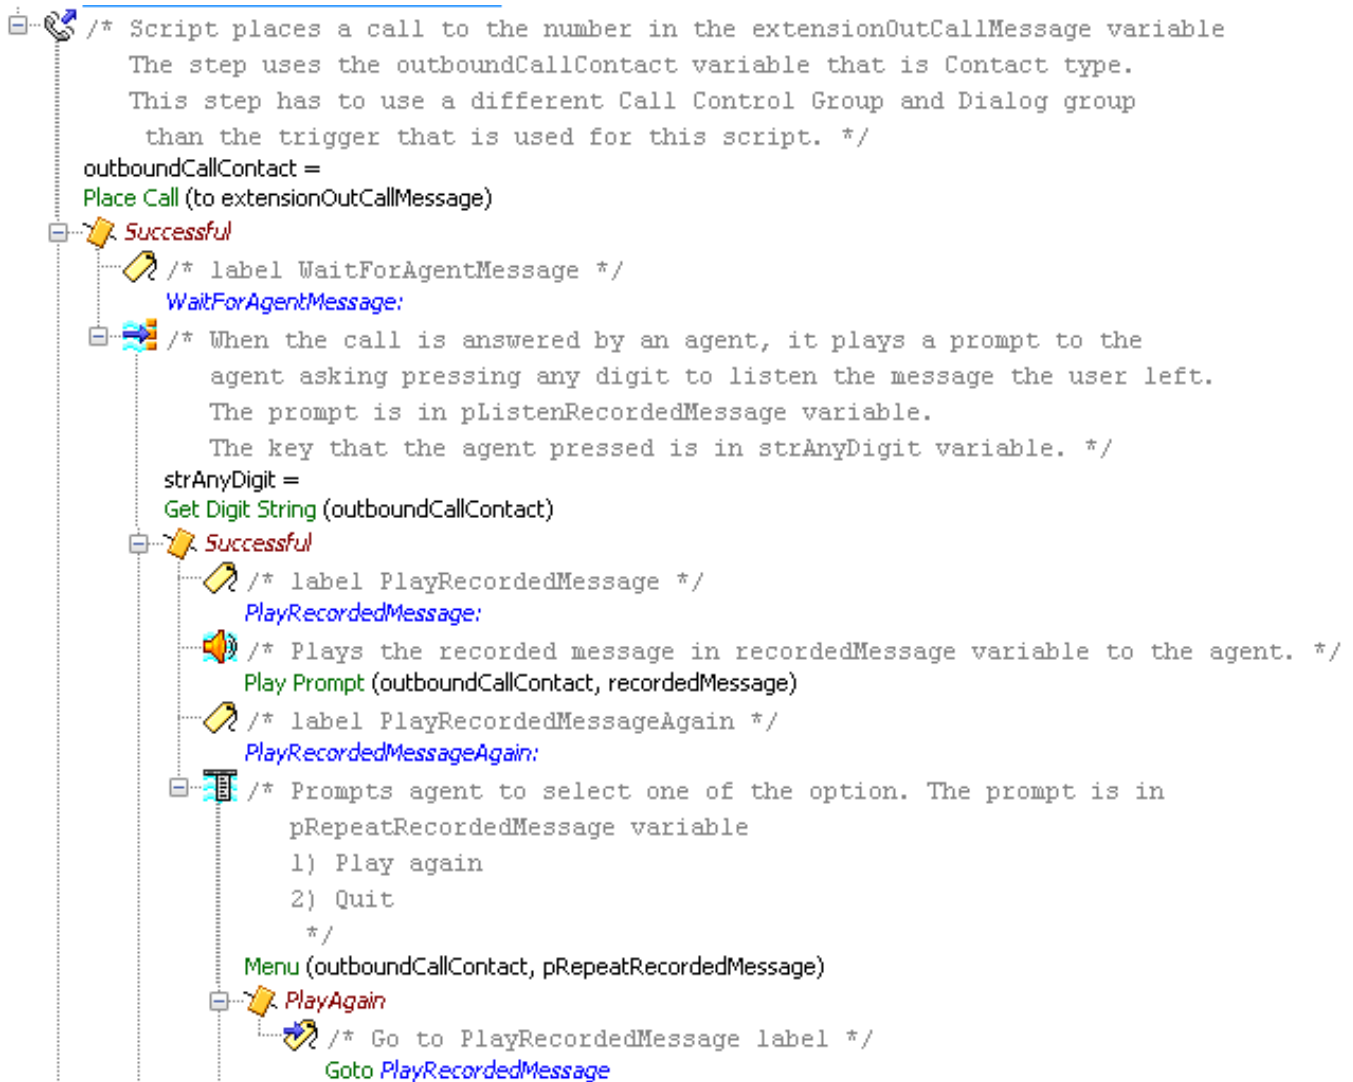 /* Script places a call to the number in the extensionOutCallMessage variable
The step uses the outboundCallContact variable that is Contact type.
This step has to use a different Call Control Group and Dialog group
than the trigger that is used for this script. */
outboundCallContact =
Place Call (to extensionOutCallMessage)
Successful
/* label WaitForAgentMessage */
WaitForAgentMessage:
/* When the call is answered by an agent, it plays a prompt to the
agent asking pressing any digit to listen the message the user left.
The prompt is in pListenRecordedMessage variable.
The key that the agent pressed is in strAnyDigit variable. */
strAnyDigit =
Get Digit String (outboundCallContact)
Successful
/* label PlayRecordedMessage */
PlayRecordedMessage:
/* Plays the recorded message in recordedMessage variable to the agent. */
Play Prompt (outboundCallContact, recordedMessage)
/* label PlayRecordedMessageAgain */
PlayRecordedMessageAgain:
/* Prompts agent to select one of the option. The prompt is in
pRepeatRecordedMessage variable
1) Play again
2) Quit
*/
Menu (outboundCallContact, pRepeatRecordedMessage)
PlayAgain
/* Go to PlayRecordedMessage label */
Goto PlayRecordedMessage